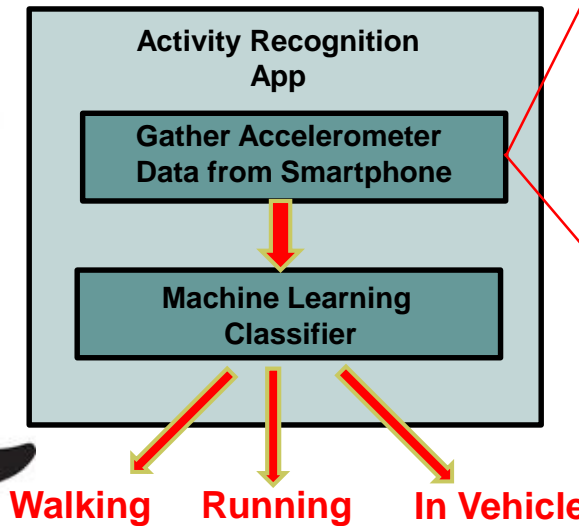 Activity Recognition
App
Gather Accelerometer
Data from Smartphone
Machine Learning
Classifier
Walking Running In Vehicle